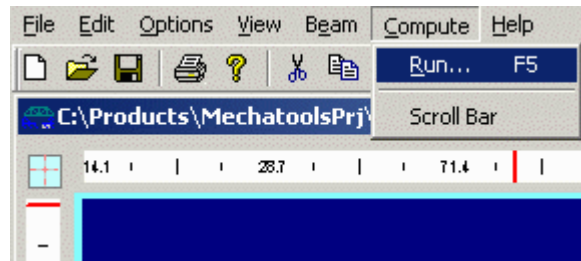 File Edit Options View Beam Compute Help
Run... F5
C:\Products\MechatoolsPrj\
Scroll Bar
14.1 28.7 71.4